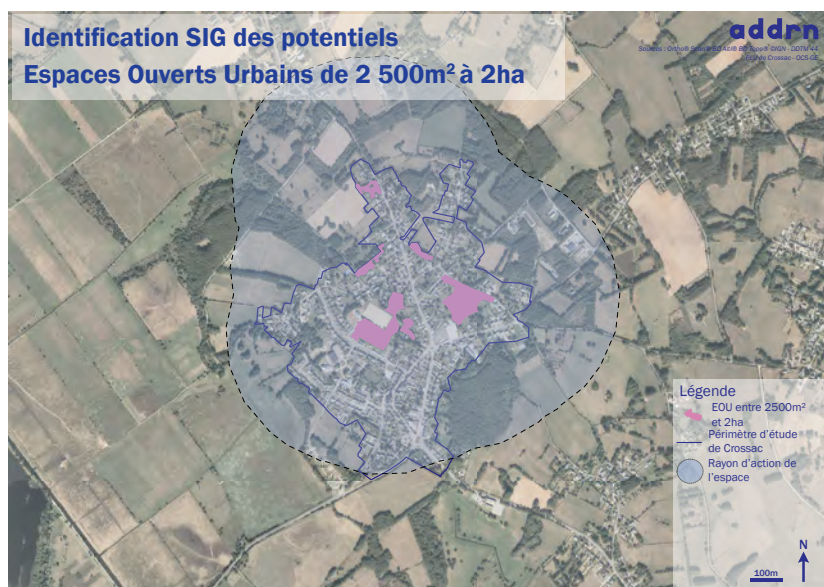 Identification SIG des potentiels
Espaces Ouverts Urbains de 2 500m² à 2ha
addrn
Légende
EOU entre 2500m²
et 2ha
Périmètre d'étude
de Crossac
Rayon d'action de
l'espace
100m
N